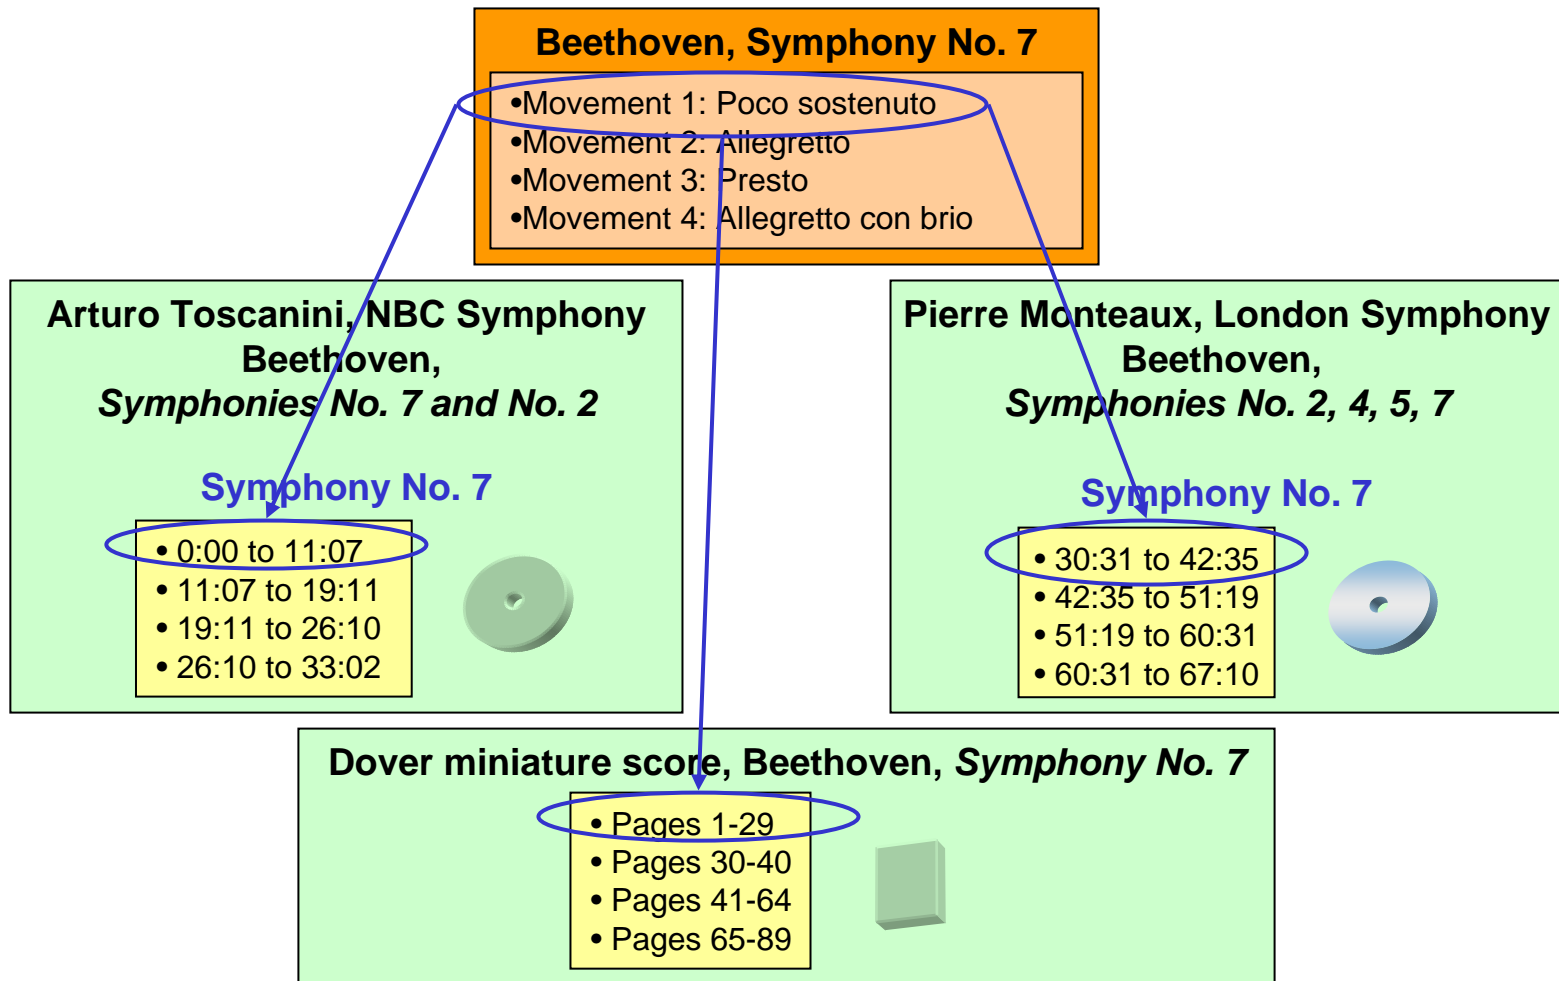 Beethoven, Symphony No. 7
•Movement 1: Poco sostenuto
•Movement 2: Allegretto
•Movement 3: Presto
•Movement 4: Allegretto con brio
Arturo Toscanini, NBC Symphony
Beethoven,
Symphonies No. 7 and No. 2
Symphony No. 7
• 0:00 to 11:07
• 11:07 to 19:11
• 19:11 to 26:10
• 26:10 to 33:02
Pierre Monteaux, London Symphony
Beethoven,
Symphonies No. 2, 4, 5, 7
Symphony No. 7
• 30:31 to 42:35
• 42:35 to 51:19
• 51:19 to 60:31
• 60:31 to 67:10
Dover miniature score, Beethoven, Symphony No. 7
• Pages 1-29
• Pages 30-40
• Pages 41-64
• Pages 65-89